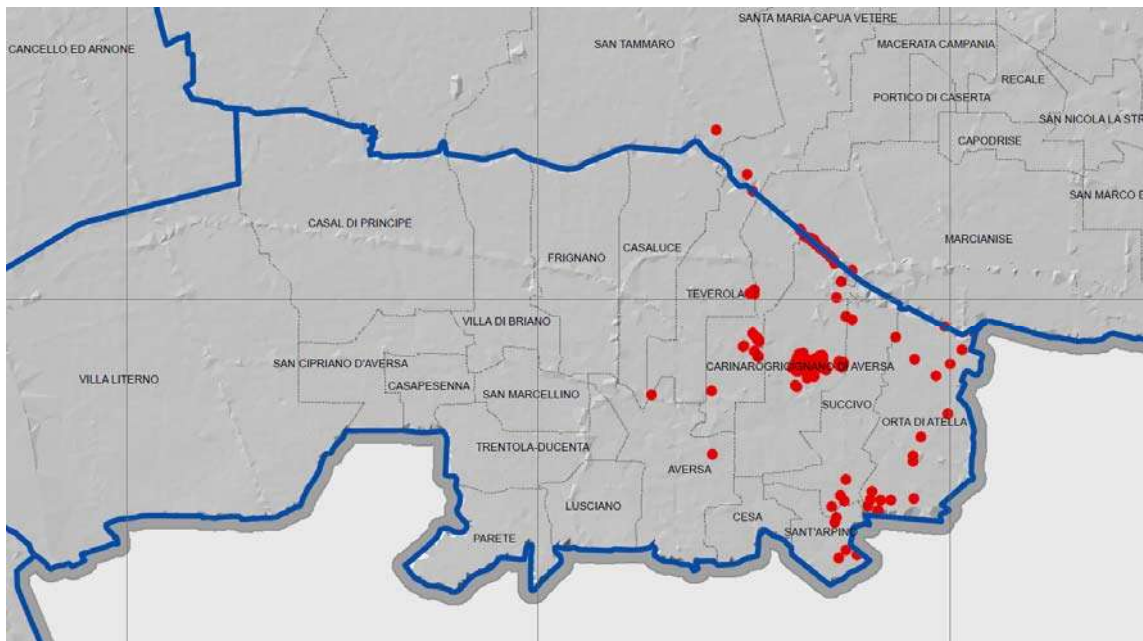 SANTA MARIA CAPUA VETERE
CANCELLO ED ARNONE
SAN TAMMARO
MACERATA CAMPANIA
RECALE
PORTICO DI CASERTA
SAN NICOLA LA STR
CAPODRISE
SAN MARCO E
CASAL DI PRINCIPE
MARCIANISE
CASALUCE
FRIGNANO
TEVEROLA
VILLA DI BRIANO
SAN CIPRIANO D'AVERSA
CARINARO
GRICIGNANO DI AVERSA
VILLA LITERNO
CASAPESENNA
SAN MARCELLINO
SUCCIVO
ORTA DI ATELLA
TRENTOLA-DUCENTA
AVERSA
LUSCIANO
CESA
SANT'ARPINO
PARETE